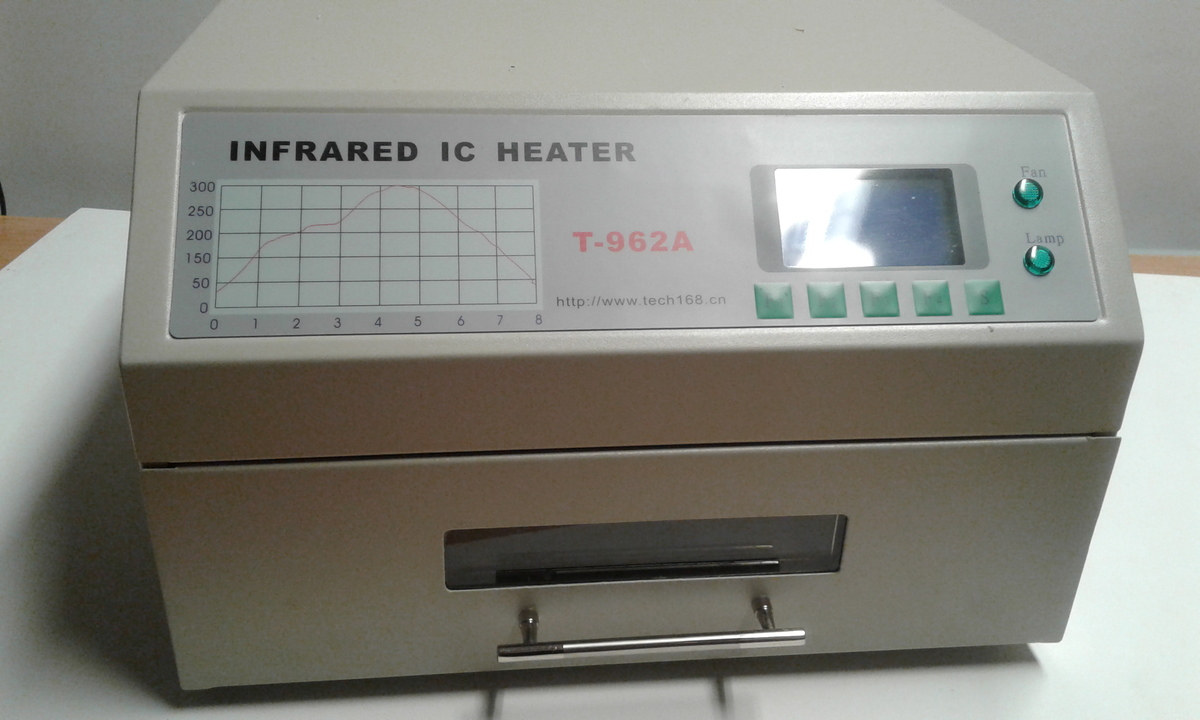 INFRARED IC HEATER
300
250
200
150
50
0
0 1 2 3 4 5 6 7 8
T-962A
http://www.tech168.cn
Fan
Lamp